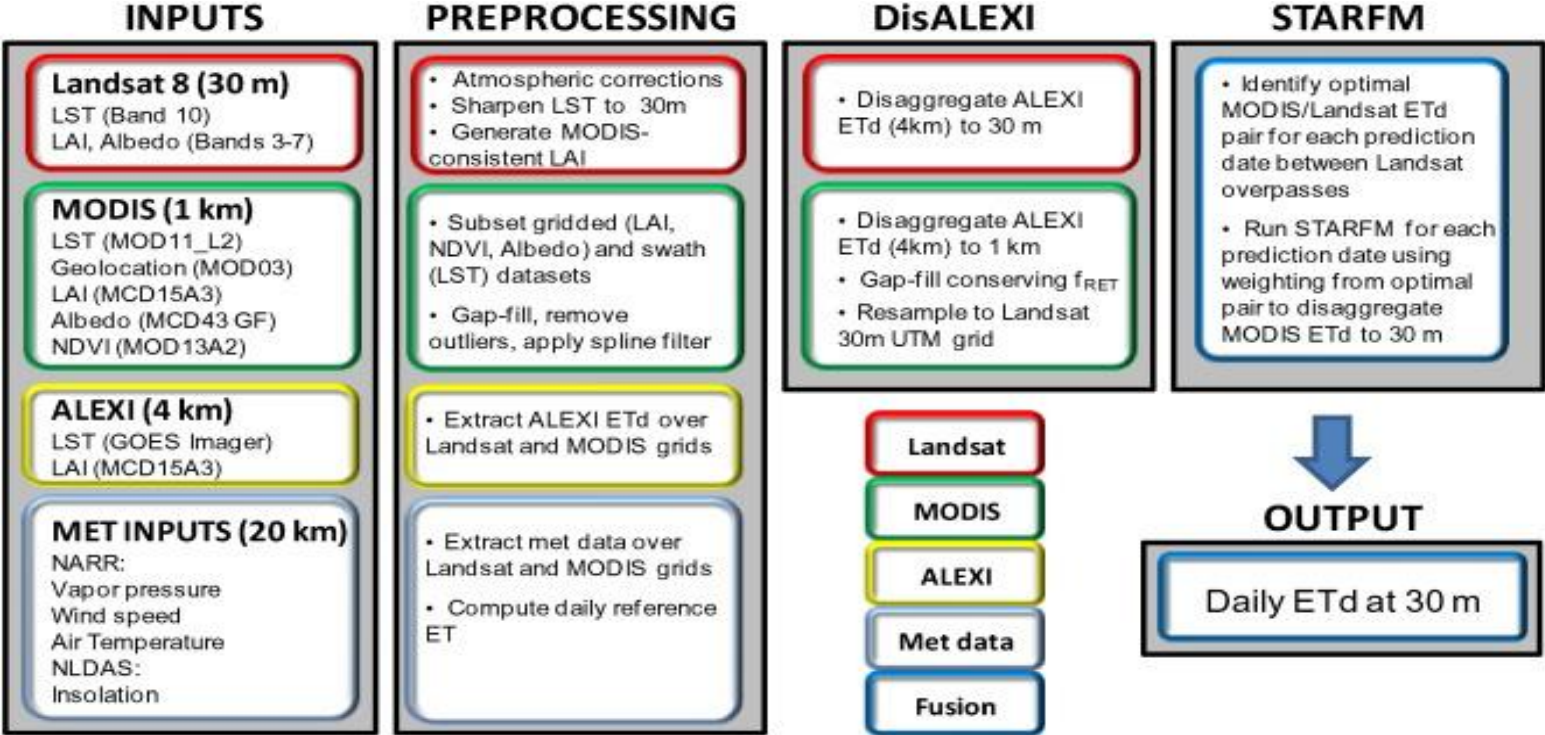 INPUTS
Landsat 8 (30 m)
LST (Band 10)
LAI, Albedo (Bands 3-7)
MODIS (1 km)
LST (MOD11_L2)
Geolocation (MOD03)
LAI (MCD15A3)
Albedo (MCD43 GF)
NDVI (MOD13A2)
ALEXI (4 km)
LST (GOES Imager)
LAI (MCD15A3)
MET INPUTS (20 km)
NARR:
Vapor pressure
Wind speed
Air Temperature
NLDAS:
Insolation
PREPROCESSING
• Atmospheric corrections
• Sharpen LST to 30m
• Generate MODIS-
consistent LAI
• Subset gridded (LAI,
NDVI, Albedo) and swath
(LST) datasets
• Gap-fill, remove
outliers, apply spline filter
• Extract ALEXI ETd over
Landsat and MODIS grids
• Extract met data over
Landsat and MODIS grids
• Compute daily reference
ET
DisALEXI
• Disaggregate ALEXI
ETd (4km) to 30 m
• Disaggregate ALEXI
ETd (4km) to 1 km
• Gap-fill conserving fRET
• Resample to Landsat
30m UTM grid
Landsat
MODIS
ALEXI
Met data
Fusion
STARFM
• Identify optimal
MODIS/Landsat ETd
pair for each prediction
date between Landsat
overpasses
• Run STARFM for each
prediction date using
weighting from optimal
pair to disaggregate
MODIS ETd to 30 m
OUTPUT
Daily ETd at 30 m